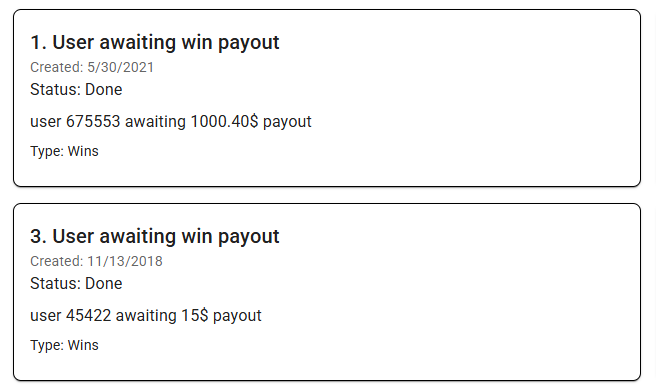 1. User awaiting win payout
Created: 5/30/2021
Status: Done
user 675553 awaiting 1000.40$ payout
Type: Wins
3. User awaiting win payout
Created: 11/13/2018
Status: Done
user 45422 awaiting 15$ payout
Type: Wins